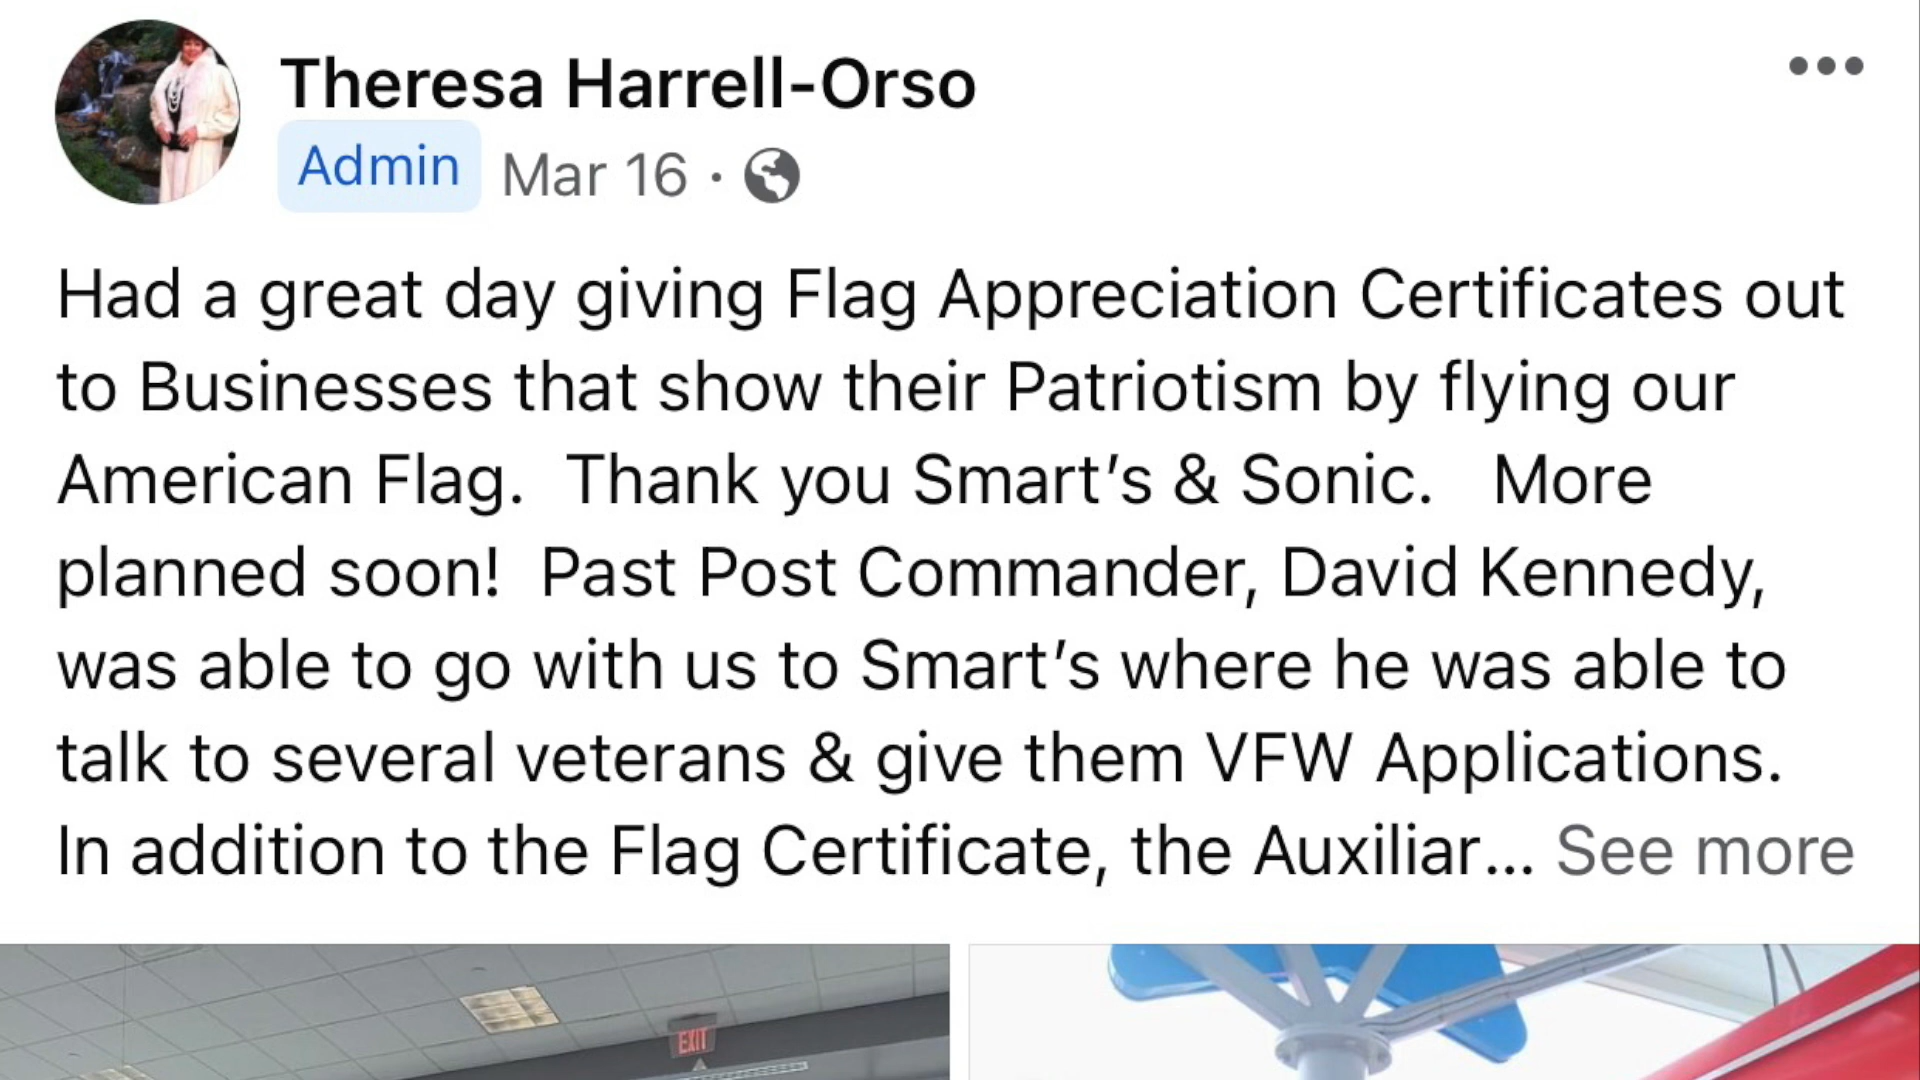 Theresa Harrell-Orso
Admin Mar 16 ·
Had a great day giving Flag Appreciation Certificates out
to Businesses that show their Patriotism by flying our
American Flag.  Thank you Smart's & Sonic.   More
planned soon!  Past Post Commander, David Kennedy,
was able to go with us to Smart's where he was able to
talk to several veterans & give them VFW Applications.
In addition to the Flag Certificate, the Auxiliar... See more
EXIT